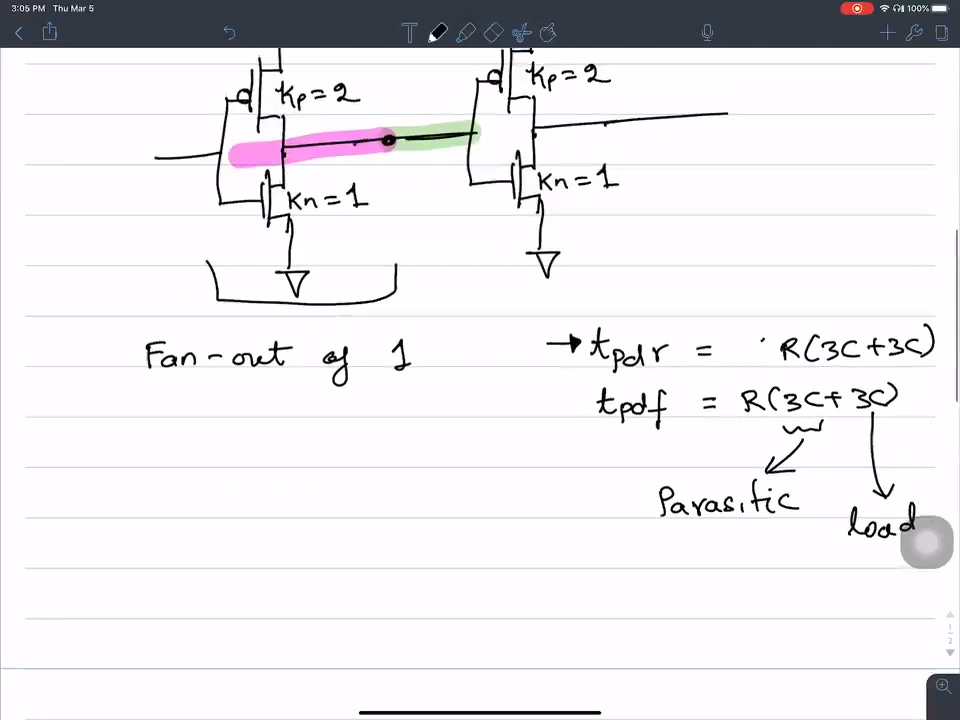 3:05 PM Thu Mar 5
100%
kp = 2
kp = 2
kn = 1
kn = 1
Fan-out of 1
→ tpdr = R(3C+3C)
tpdf = R(3C+3C)
Parasitic
load